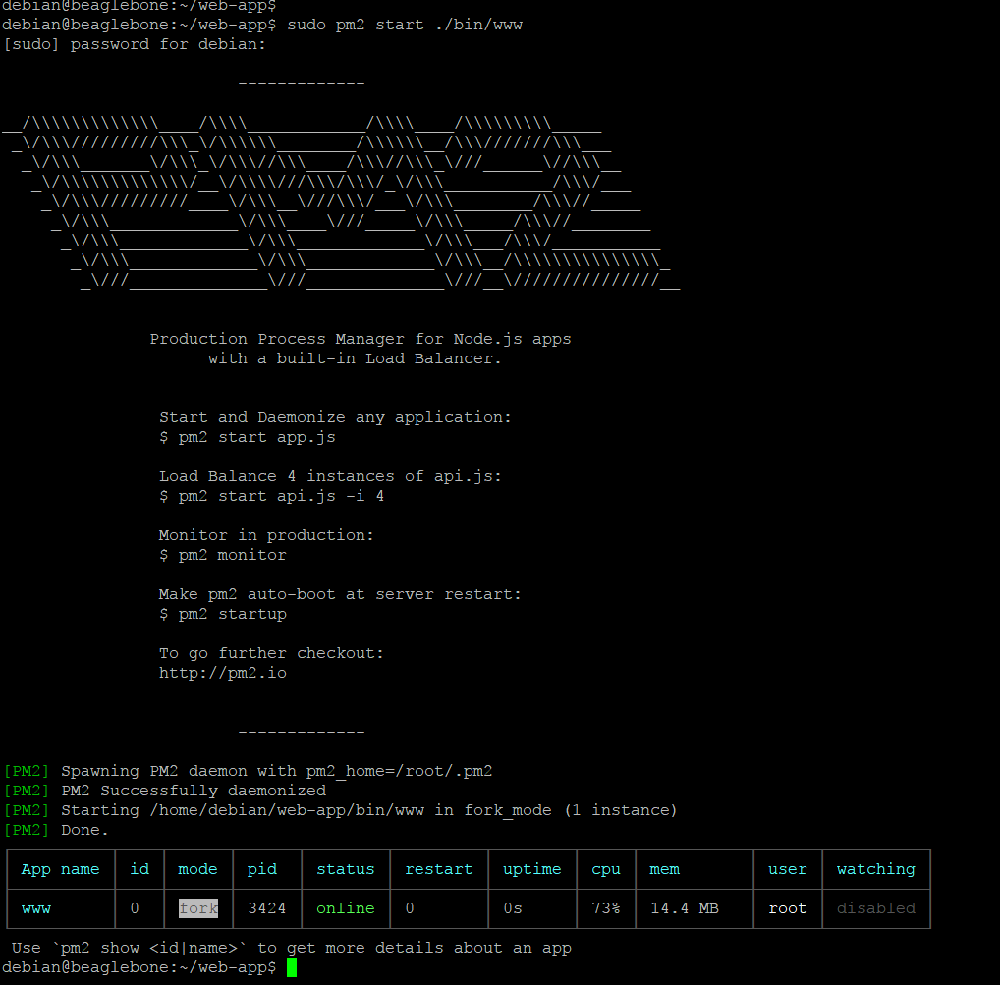 debian@beaglebone:~/web-app$
debian@beaglebone:~/web-app$ sudo pm2 start ./bin/www
[sudo] password for debian:
-------------
__/\\\\\\\\\\\\\____/\\\\____________/\\\\____/\\\\\\\\\_____
_\/\\\/////////\\\_\/\\\\\\________/\\\\\\__/\\\///////\\\___
_\/\\\_______\/\\\_\/\\\//\\\____/\\\//\\\_\///______\//\\\__
_\/\\\\\\\\\\\\\/__\/\\\\///\\\/\\\/_\/\\\___________/\\\/___
_\/\\\/////////____\/\\\__\///\\\/___\/\\\________/\\\//_____
_\/\\\_____________\/\\\____\///_____\/\\\_____/\\\//________
_\/\\\_____________\/\\\_____________\/\\\___/\\\/___________
_\/\\\_____________\/\\\_____________\/\\\__/\\\\\\\\\\\\\\\_
_\///______________\///______________\///__\///////////////__
Production Process Manager for Node.js apps
with a built-in Load Balancer.
Start and Daemonize any application:
$ pm2 start app.js
Load Balance 4 instances of api.js:
$ pm2 start api.js -i 4
Monitor in production:
$ pm2 monitor
Make pm2 auto-boot at server restart:
$ pm2 startup
To go further checkout:
http://pm2.io
-------------
[PM2] Spawning PM2 daemon with pm2_home=/root/.pm2
[PM2] PM2 Successfully daemonized
[PM2] Starting /home/debian/web-app/bin/www in fork_mode (1 instance)
[PM2] Done.
App name id mode pid status restart uptime cpu mem user watching
www 0 fork 3424 online 0 0s 73% 14.4 MB root disabled
Use `pm2 show <id|name>` to get more details about an app
debian@beaglebone:~/web-app$